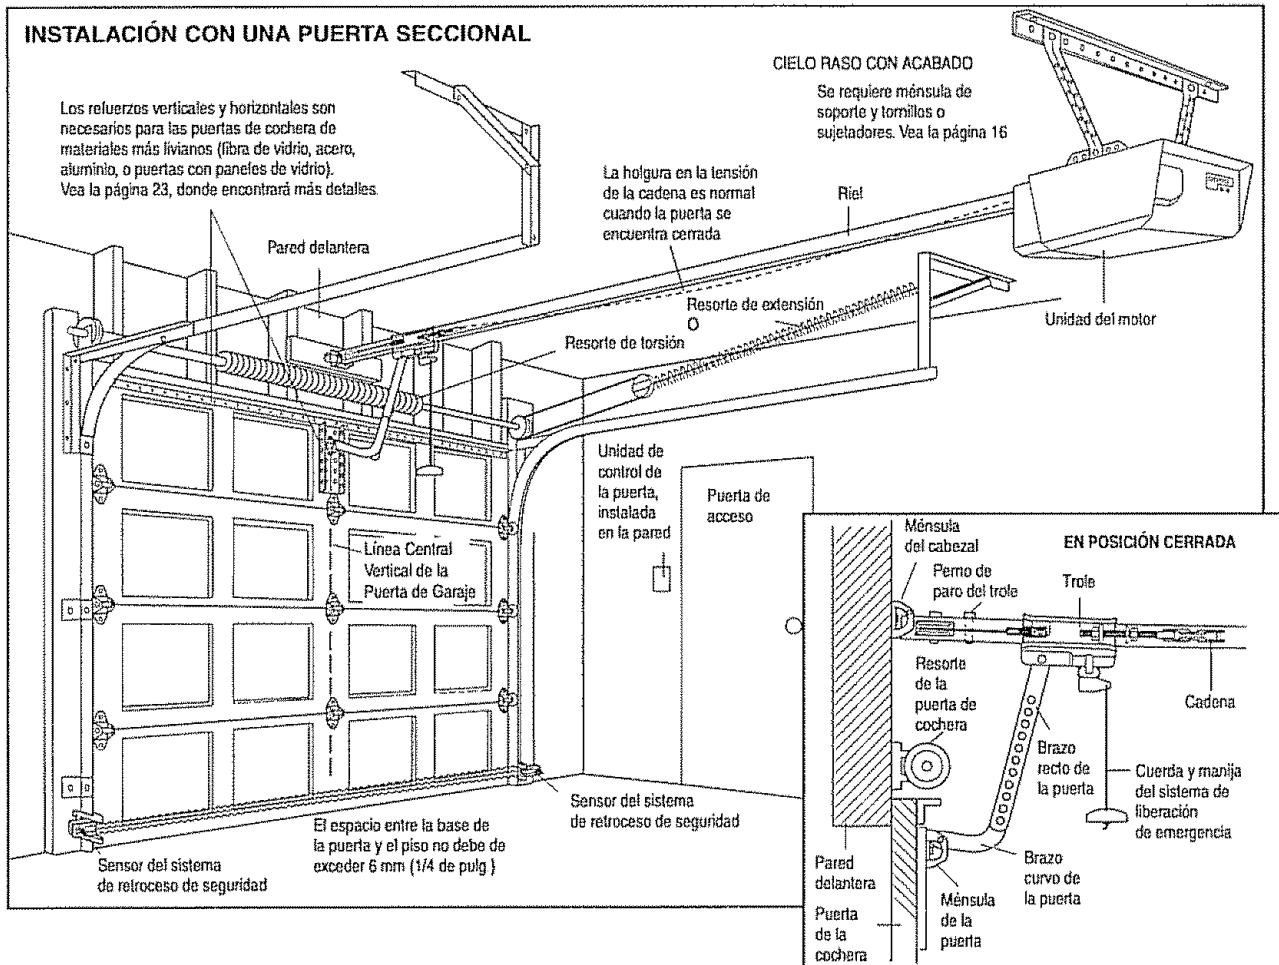 INSTALACIÓN CON UNA PUERTA SECCIONAL
Los refuerzos verticales y horizontales son
necesarios para las puertas de cochera de
materiales más livianos (fibra de vidrio, acero,
aluminio, o puertas con paneles de vidrio).
Vea la página 23, donde encontrará más detalles.
CIELO RASO CON ACABADO
Se requiere ménsula de
soporte y tornillos o
sujetadores. Vea la página 16
La holgura en la tensión
de la cadena es normal
cuando la puerta se
encuentra cerrada
Riel
Pared delantera
Resorte de extensión
O
Resorte de torsión
Unidad del motor
Unidad de
control de
la puerta,
instalada
en la pared
Puerta de
acceso
Línea Central
Vertical de la
Puerta de Garaje
Sensor del sistema
de retroceso de seguridad
El espacio entre la base de
la puerta y el piso no debe de
exceder 6 mm (1/4 de pulg.)
Sensor del sistema
de retroceso de seguridad
EN POSICIÓN CERRADA
Ménsula
del cabezal
Perno de
paro del trole
Trole
Resorte
de la
puerta de
cochera
Cadena
Brazo
recto de
la puerta
Cuerda y manija
del sistema de
liberación
de emergencia
Pared
delantera
Brazo
curvo de
la puerta
Ménsula
de la
puerta
Puerta
de la
cochera